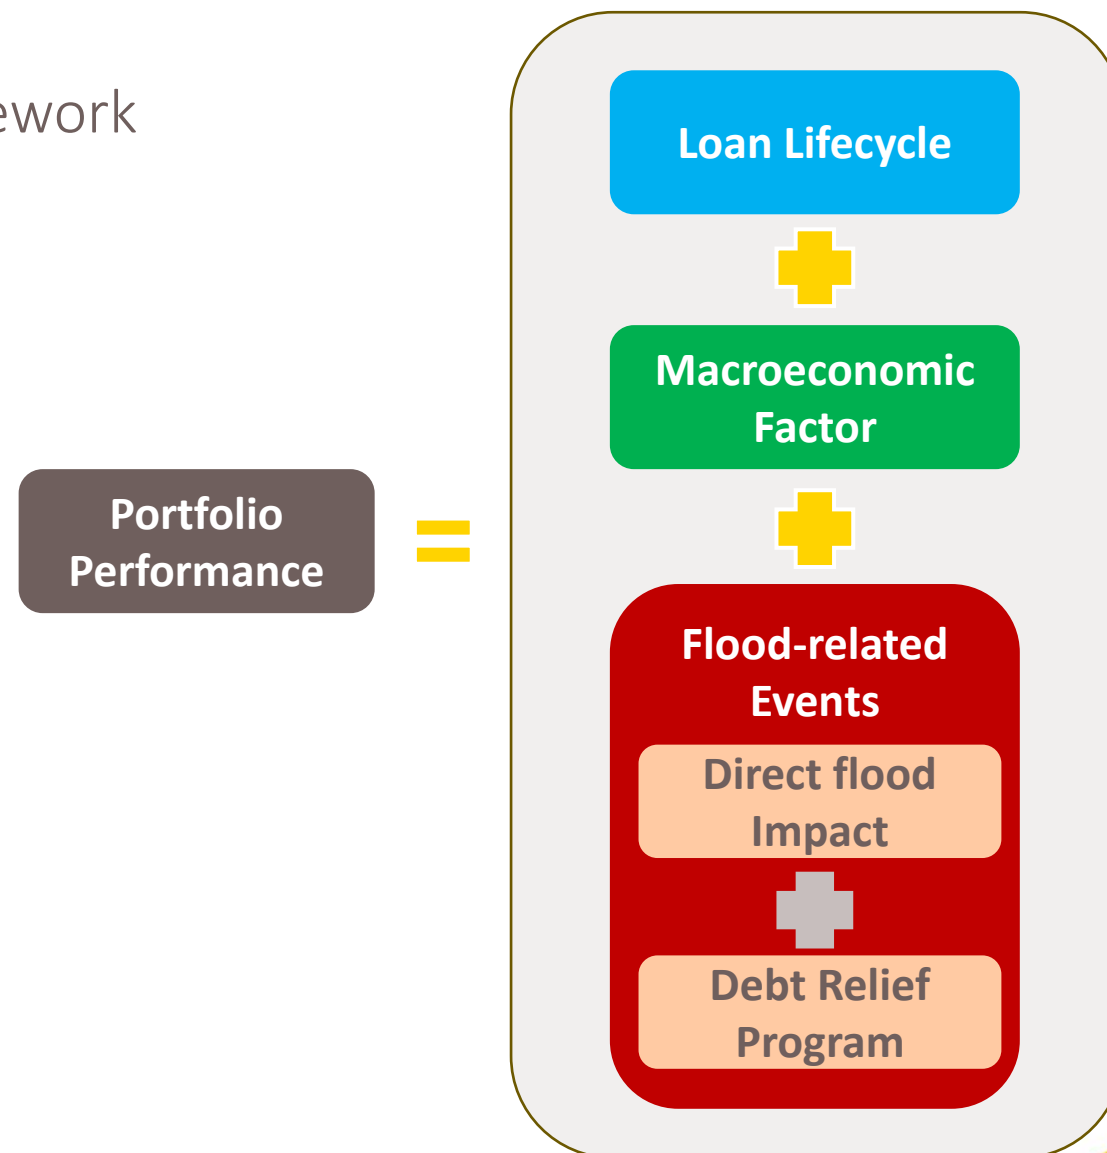 ework
Loan Lifecycle
Macroeconomic
Factor
Portfolio
Performance
=
Flood-related
Events
Direct flood
Impact
Debt Relief
Program